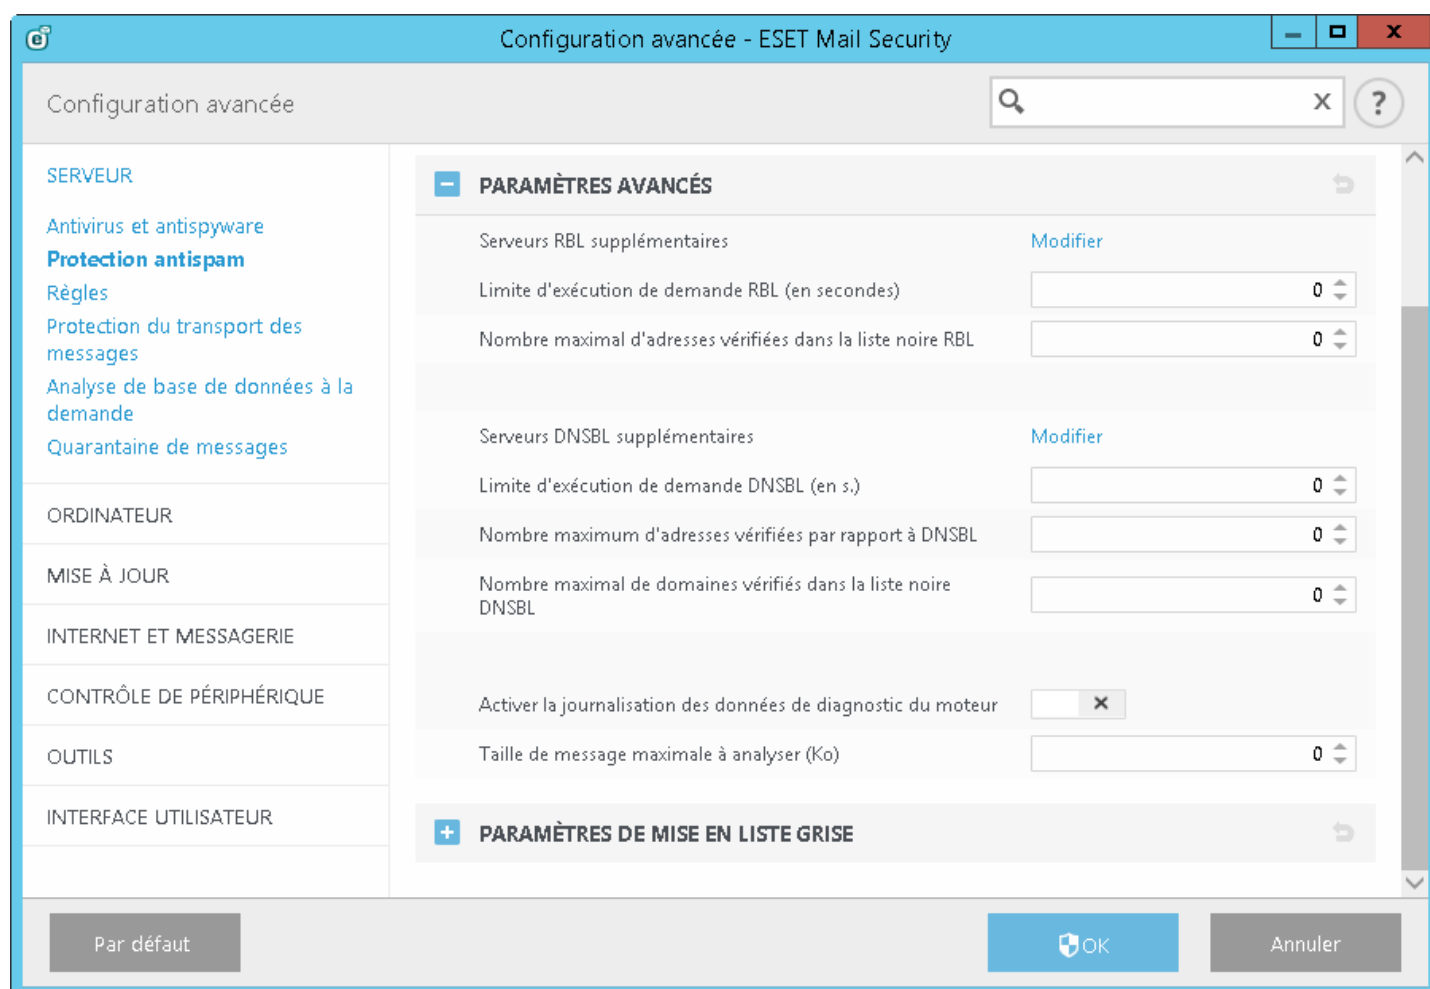 Configuration avancée - ESET Mail Security
Configuration avancée
?
SERVEUR
Antivirus et antispyware
Protection antispam
Règles
Protection du transport des
messages
Analyse de base de données à la
demande
Quarantaine de messages
ORDINATEUR
MISE À JOUR
INTERNET ET MESSAGERIE
CONTRÔLE DE PÉRIPHÉRIQUE
OUTILS
INTERFACE UTILISATEUR
PARAMÈTRES AVANCÉS
Serveurs RBL supplémentaires Modifier
Limite d'exécution de demande RBL (en secondes) 0
Nombre maximal d'adresses vérifiées dans la liste noire RBL 0
Serveurs DNSBL supplémentaires Modifier
Limite d'exécution de demande DNSBL (en s.) 0
Nombre maximum d'adresses vérifiées par rapport à DNSBL 0
Nombre maximal de domaines vérifiés dans la liste noire
DNSBL 0
Activer la journalisation des données de diagnostic du moteur
Taille de message maximale à analyser (Ko) 0
PARAMÈTRES DE MISE EN LISTE GRISE
Par défaut OK Annuler